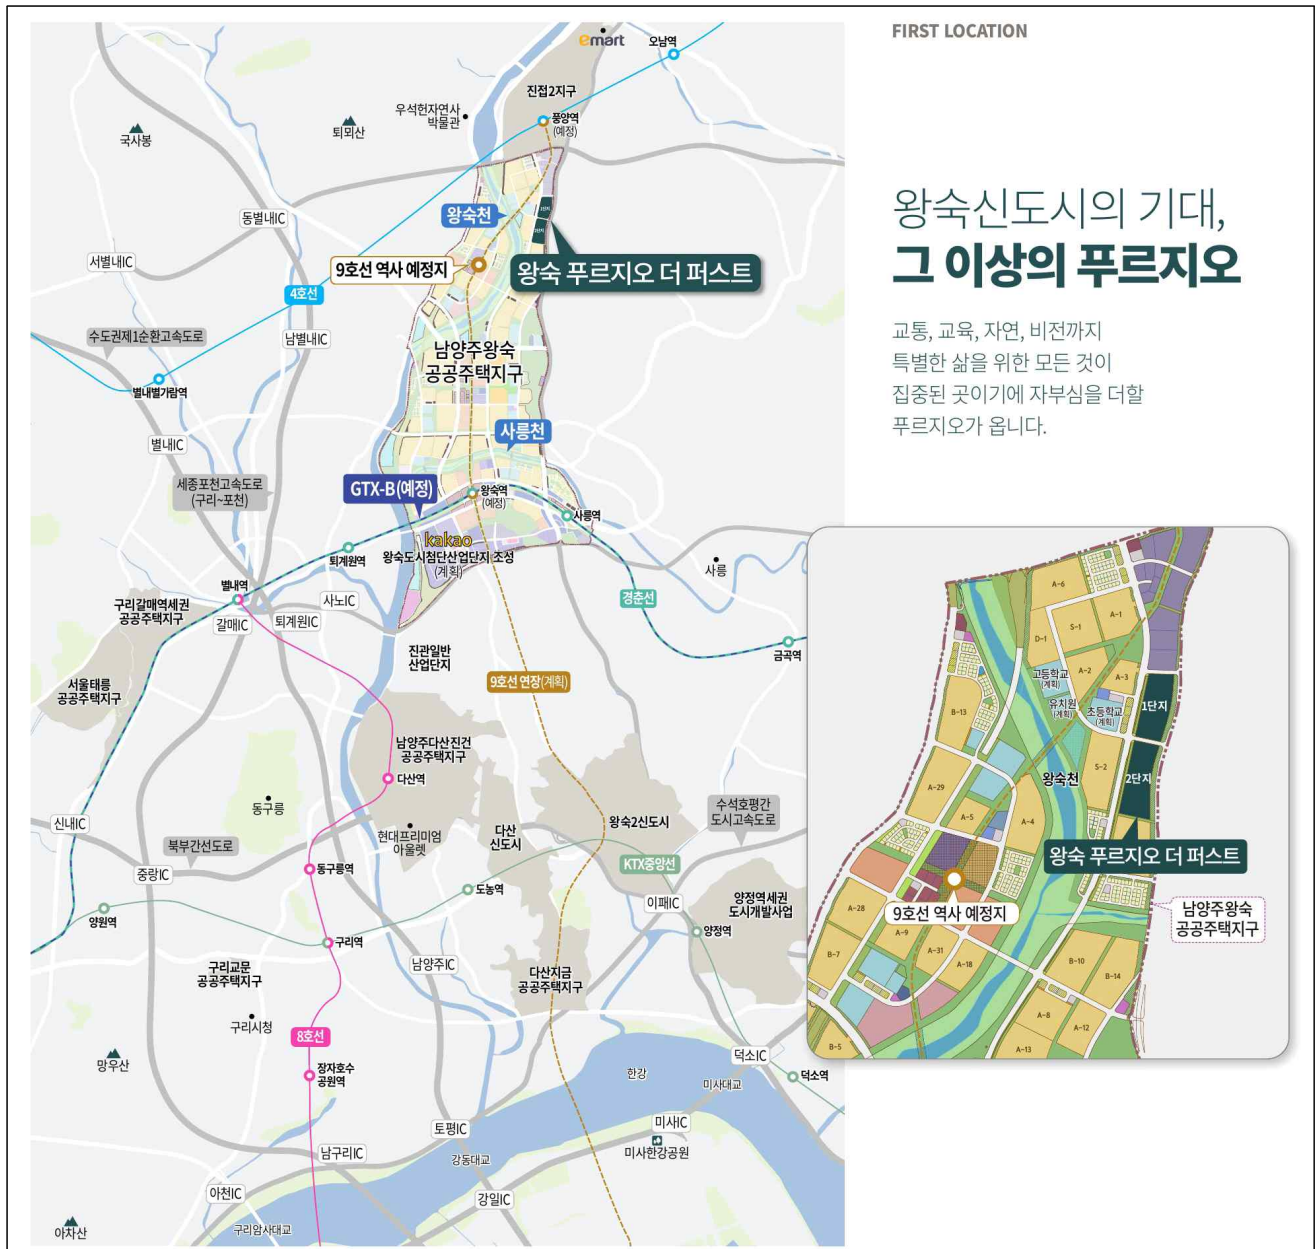 FIRST LOCATION
왕숙신도시의 기대,
그 이상의 푸르지오
교통, 교육, 자연, 비전까지
특별한 삶을 위한 모든 것이
집중된 곳이기에 자부심을 더할
푸르지오가 옵니다.
emart
오남역
진접2지구
우석헌자연사
박물관
풍양역
(예정)
국사봉
퇴뫼산
동별내IC
왕숙천
1단지
2단지
서별내IC
9호선 역사 예정지
왕숙 푸르지오 더 퍼스트
4호선
수도권제1순환고속도로
남별내IC
남양주왕숙
공공주택지구
별내별가람역
별내IC
사릉천
세종포천고속도로
(구리~포천)
GTX-B(예정)
왕숙역
(예정)
사릉역
kakao
왕숙도시첨단산업단지 조성
(계획)
퇴계원역
사릉
별내역
구리갈매역세권
공공주택지구
사노IC
갈매IC
퇴계원IC
경춘선
금곡역
진관일반
산업단지
서울태릉
공공주택지구
9호선 연장(계획)
남양주다산진건
공공주택지구
다산역
동구릉
현대프리미엄
아울렛
다산
신도시
왕숙2신도시
수석호평간
도시고속도로
신내IC
북부간선도로
중랑IC
동구릉역
KTX중앙선
도농역
이패IC
양정역세권
도시개발사업
양원역
양정역
구리역
구리교문
공공주택지구
남양주IC
다산지금
공공주택지구
구리시청
8호선
망우산
장자호수
공원역
한강
덕소IC
미사대교
덕소역
토평IC
미사IC
미사한강공원
남구리IC
강동대교
아천IC
강일IC
구리암사대교
아차산
A-6
A-1
S-1
D-1
A-2
A-3
고등학교
(계획)
유치원
(계획)
초등학교
(계획)
1단지
B-13
왕숙천
S-2
2단지
A-29
A-5
A-4
왕숙 푸르지오 더 퍼스트
9호선 역사 예정지
A-28
A-9
남양주왕숙
공공주택지구
B-7
A-31
A-18
B-10
B-14
A-8
A-12
B-5
A-13